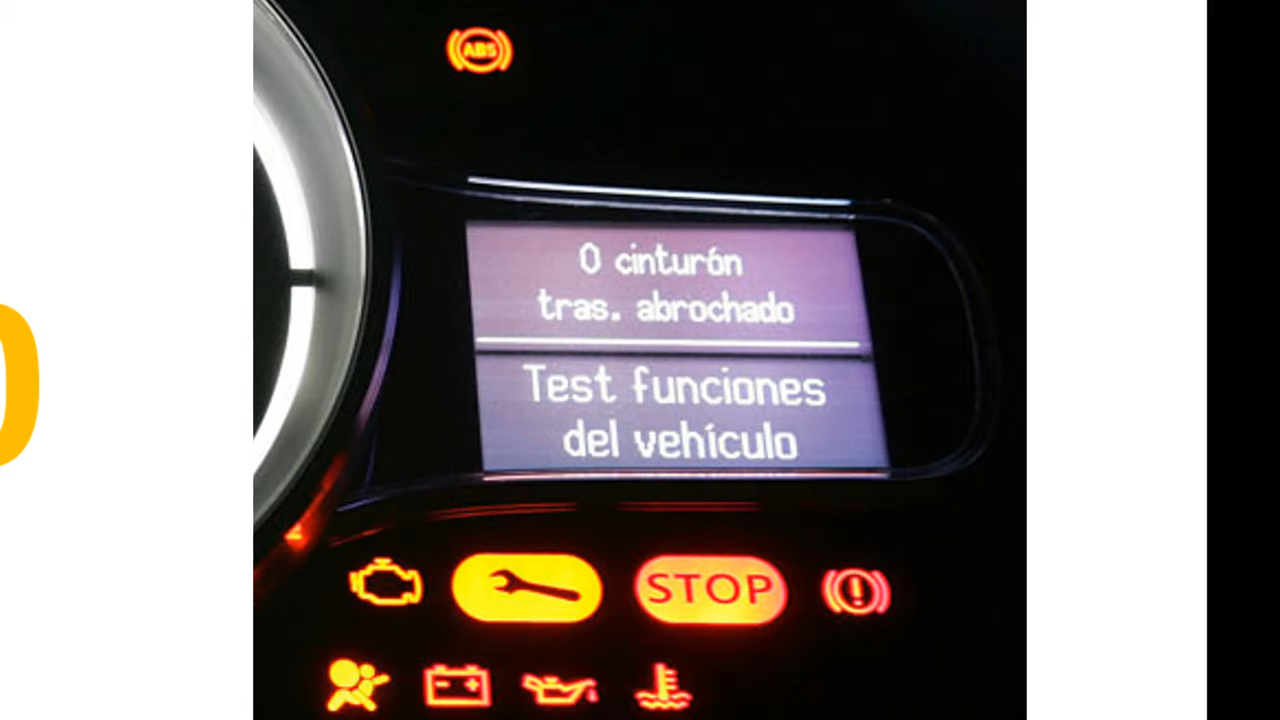 ABS
0 cinturón
tras. abrochado
Test funciones
del vehículo
STOP